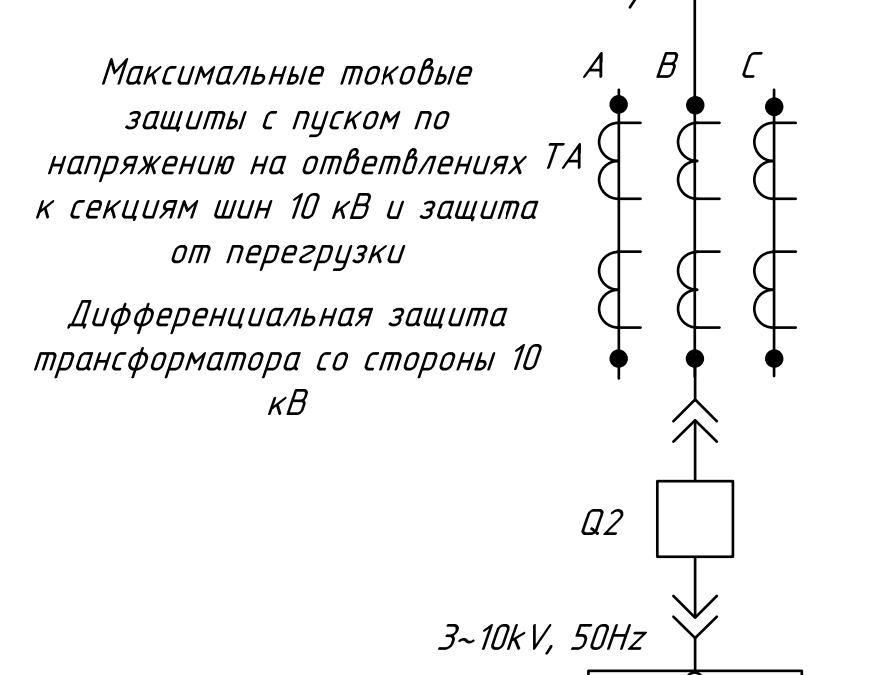 A B C
Максимальные токовые
защиты с пуском по
напряжению на ответвлениях
к секциям шин 10 кВ и защита
от перегрузки
TA
Дифференциальная защита
трансформатора со стороны 10
кВ
Q2
3~10kV, 50Hz